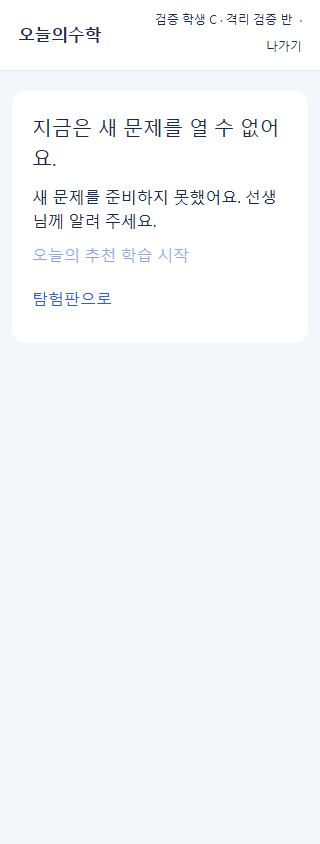 오늘의수학
검증 학생 C · 격리 검증 반 ·
나가기
지금은 새 문제를 열 수 없어
요.
새 문제를 준비하지 못했어요. 선생
님께 알려 주세요.
오늘의 추천 학습 시작
탐험판으로